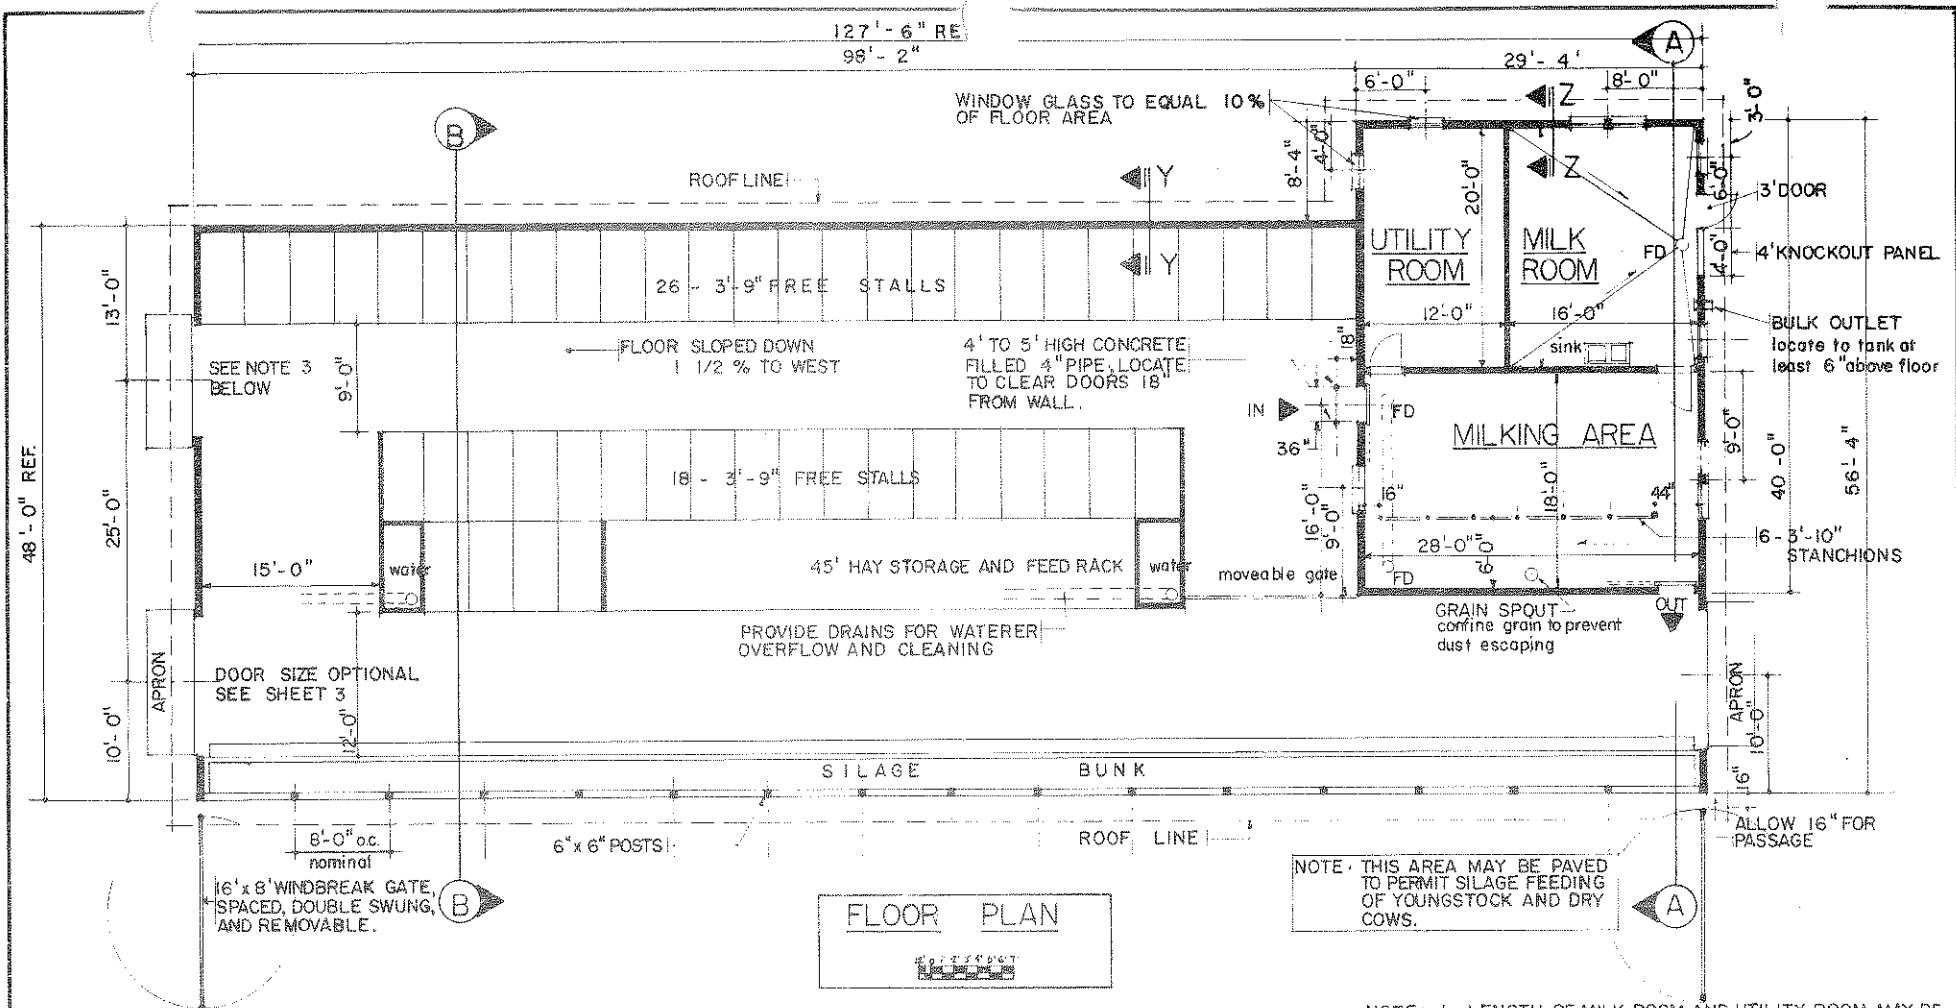 127'-6" RE
98'-2"
29'-4'
A
6'-0"
8'-0"
3'-0"
WINDOW GLASS TO EQUAL 10%
OF FLOOR AREA
Z
B
8'-4"
4'-0"
Z
20'-0"
6'-0"
ROOF LINE
Y
3' DOOR
UTILITY
ROOM
MILK
ROOM
FD
4'-0"
4' KNOCKOUT PANEL
Y
26 - 3'-9" FREE STALLS
13'-0"
12'-0"
16'-0"
BULK OUTLET
locate to tank at
least 6" above floor
sink
SEE NOTE 3
BELOW
9'-0"
FLOOR SLOPED DOWN
1 1/2 % TO WEST
4' TO 5' HIGH CONCRETE
FILLED 4" PIPE, LOCATE
TO CLEAR DOORS 18"
FROM WALL.
18"
IN
FD
36"
MILKING AREA
9'-0"
40'-0"
56'-4"
48'-0" REF.
25'-0"
18 - 3'-9" FREE STALLS
16'-0"
9'-0"
16"
18'-0"
44"
6 - 3'-10"
STANCHIONS
28'-0"
6'-0"
15'-0"
water
45' HAY STORAGE AND FEED RACK
water
moveable gate
FD
OUT
GRAIN SPOUT
confine grain to prevent
dust escaping
PROVIDE DRAINS FOR WATERER
OVERFLOW AND CLEANING
APRON
DOOR SIZE OPTIONAL
SEE SHEET 3
10'-0"
12'-0"
APRON
10'-0"
SILAGE BUNK
16"
8'-0" o.c.
nominal
6" x 6" POSTS
ROOF LINE
ALLOW 16" FOR
PASSAGE
16' x 8' WINDBREAK GATE,
SPACED, DOUBLE SWUNG,
AND REMOVABLE.
B
FLOOR PLAN
NOTE: THIS AREA MAY BE PAVED
TO PERMIT SILAGE FEEDING
OF YOUNGSTOCK AND DRY
COWS.
A
LENGTH OF MILK ROOM AND UTILITY ROOM MAY BE